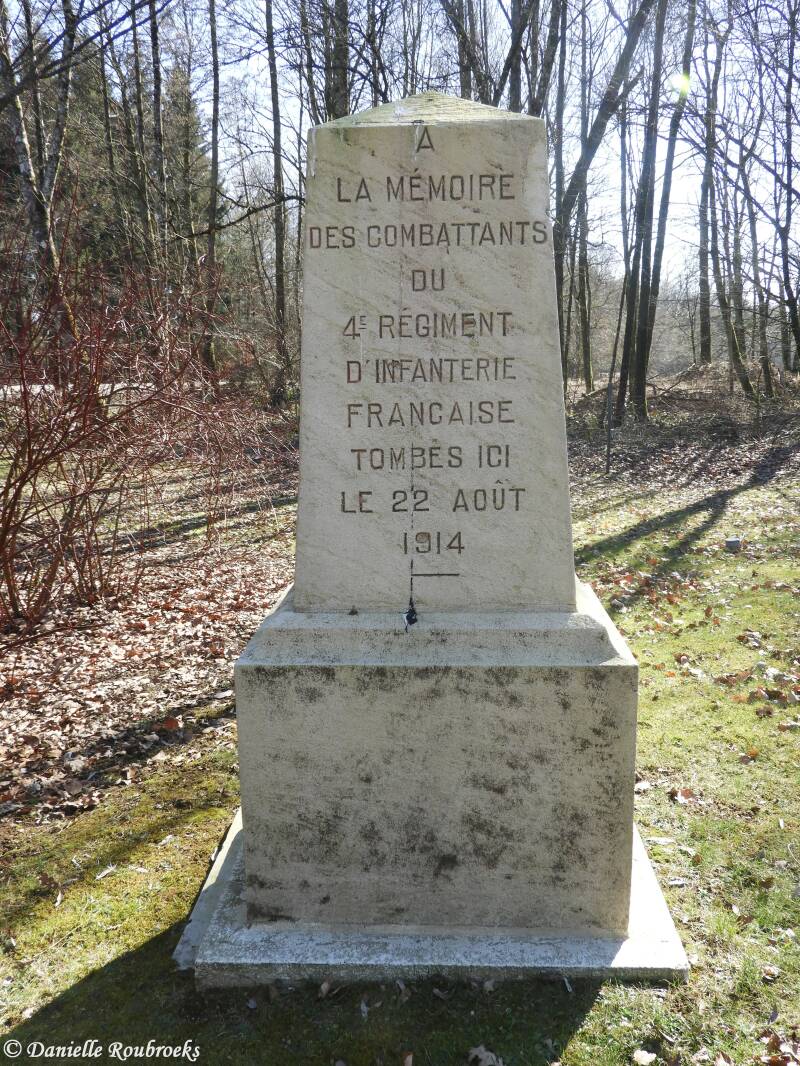 A
LA MÉMOIRE
DES COMBATTANTS
DU
4E RÉGIMENT
D'INFANTERIE
FRANCAISE
TOMBÉS ICI
LE 22 AOÛT
1914
© Danielle Roubroeks